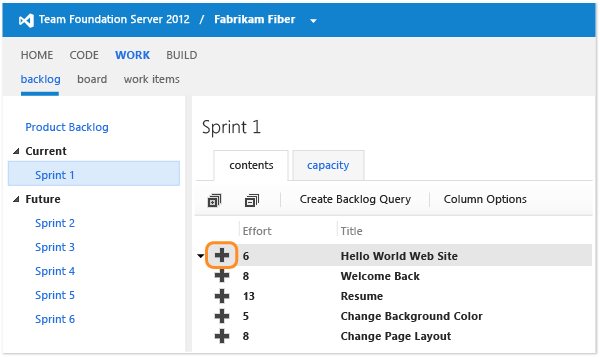 Team Foundation Server 2012 / Fabrikam Fiber
HOME CODE WORK BUILD
backlog board work items
Product Backlog
Current
Sprint 1
Future
Sprint 2
Sprint 3
Sprint 4
Sprint 5
Sprint 6
Sprint 1
contents capacity
Create Backlog Query Column Options
Effort Title
6 Hello World Web Site
8 Welcome Back
13 Resume
5 Change Background Color
8 Change Page Layout